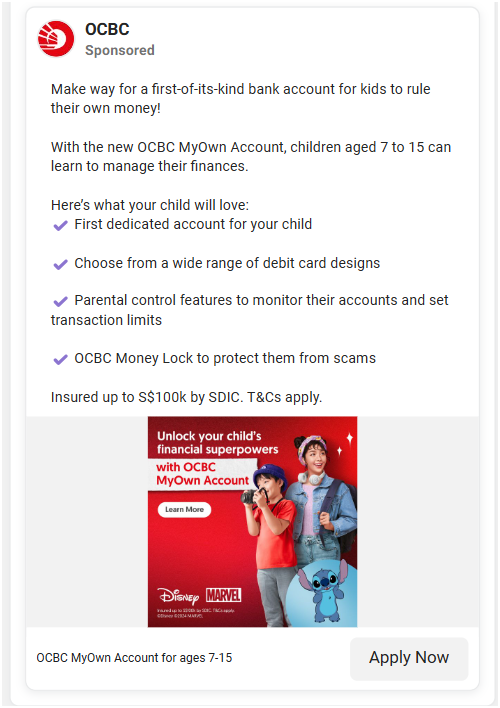 OCBC
Sponsored
Make way for a first-of-its-kind bank account for kids to rule
their own money!
With the new OCBC MyOwn Account, children aged 7 to 15 can
learn to manage their finances.
Here's what your child will love:
✔ First dedicated account for your child
✔ Choose from a wide range of debit card designs
✔ Parental control features to monitor their accounts and set
transaction limits
✔ OCBC Money Lock to protect them from scams
Insured up to S$100k by SDIC. T&Cs apply.
Unlock your child's
financial superpowers
with OCBC
MyOwn Account
Learn More
Disney MARVEL
Insured up to S$100k by SDIC. T&Cs apply.
©Disney ©2024 MARVEL
OCBC MyOwn Account for ages 7-15
Apply Now